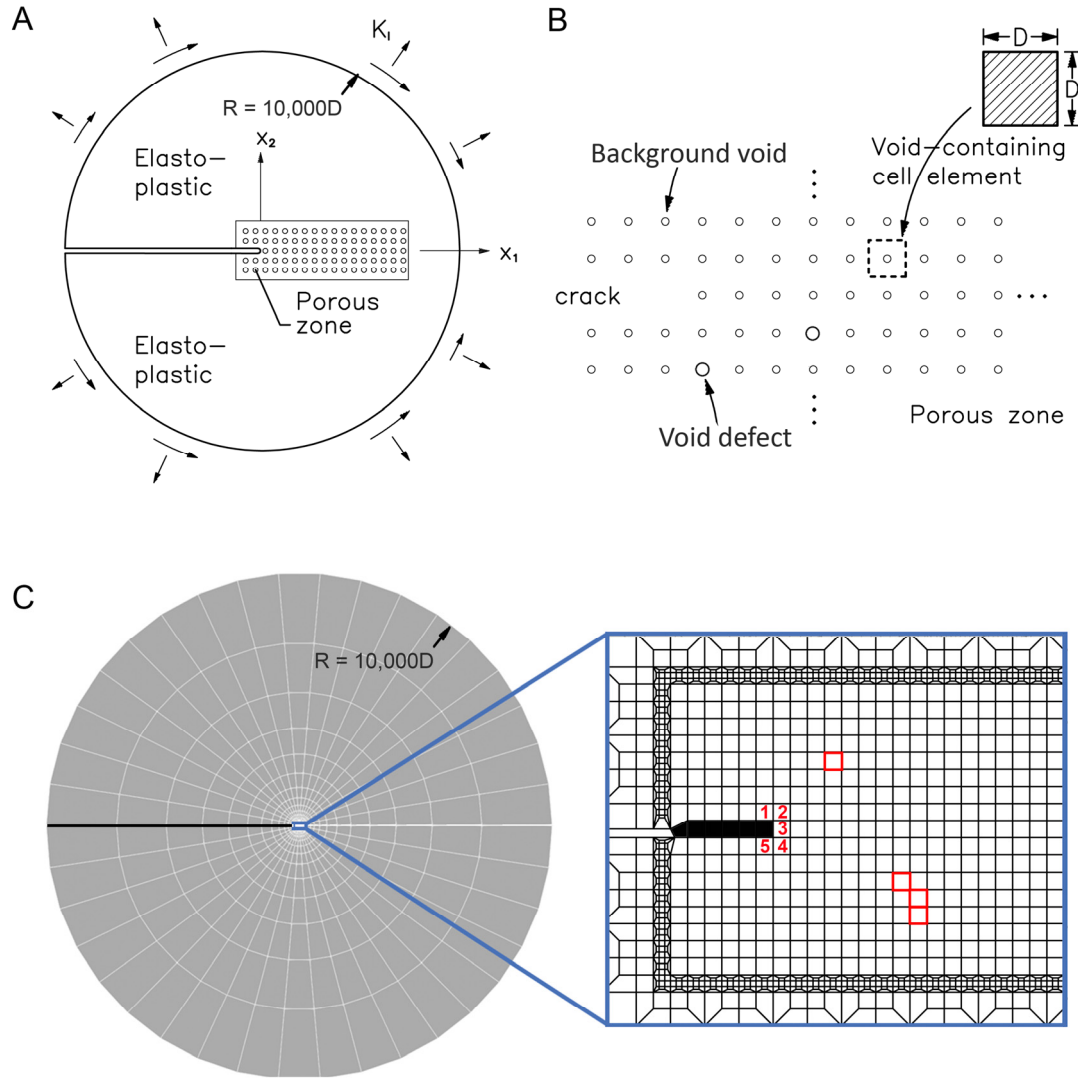 A
K_I
R = 10,000D
X₂
Elasto-
plastic
X₁
Porous
zone
Elasto-
plastic
B
D
D
Background void
Void-containing
cell element
crack
Void defect
Porous zone
C
R = 10,000D
1 2
3
5 4